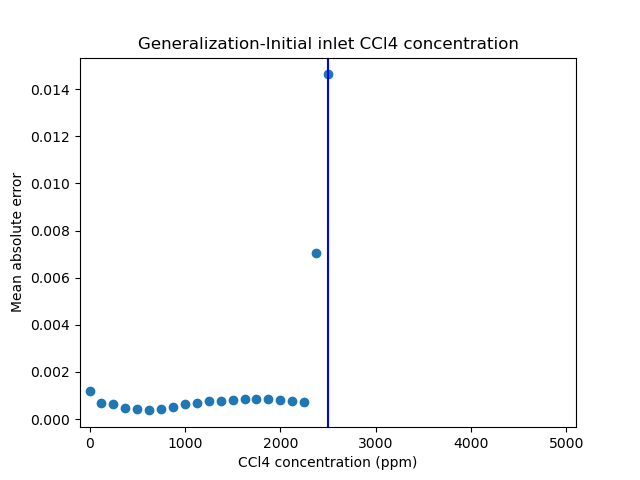 Generalization-Initial inlet CCl4 concentration
0.014
0.012
0.010
0.008
0.006
0.004
0.002
0.000
Mean absolute error
0 1000 2000 3000 4000 5000
CCl4 concentration (ppm)